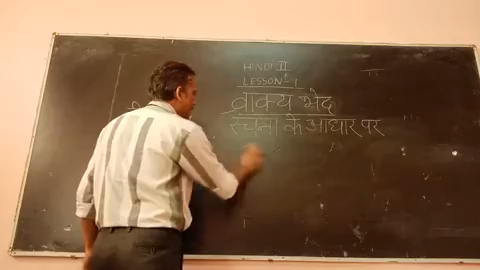 HINDI II
LESSON 1
वाक्य भेद
रचना के आधार पर